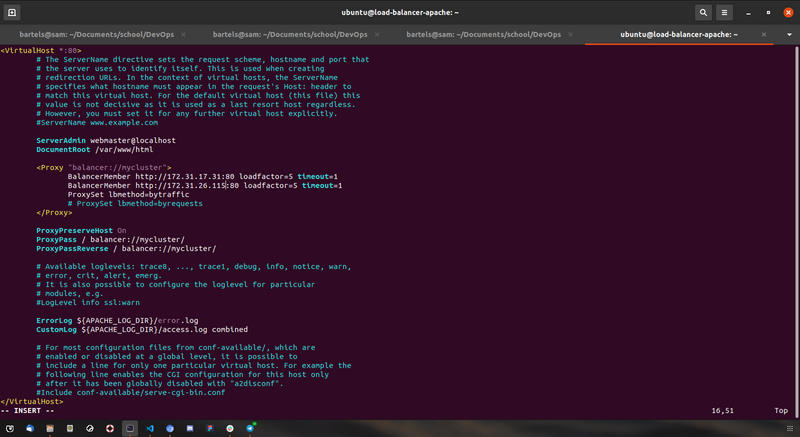 ubuntu@load-balancer-apache: ~
bartels@sam: ~/Documents/school/DevOps
bartels@sam: ~/Documents/school/DevOps
bartels@sam: ~/Documents/school/DevOps
ubuntu@load-balancer-apache: ~
<VirtualHost *:80>
# The ServerName directive sets the request scheme, hostname and port that
# the server uses to identify itself. This is used when creating
# redirection URLs. In the context of virtual hosts, the ServerName
# specifies what hostname must appear in the request's Host: header to
# match this virtual host. For the default virtual host (this file) this
# value is not decisive as it is used as a last resort host regardless.
# However, you must set it for any further virtual host explicitly.
#ServerName www.example.com
ServerAdmin webmaster@localhost
DocumentRoot /var/www/html
<Proxy "balancer://mycluster">
BalancerMember http://172.31.17.31:80 loadfactor=5 timeout=1
BalancerMember http://172.31.26.115:80 loadfactor=5 timeout=1
ProxySet lbmethod=bytraffic
# ProxySet lbmethod=byrequests
</Proxy>
ProxyPreserveHost On
ProxyPass / balancer://mycluster/
ProxyPassReverse / balancer://mycluster/
# Available loglevels: trace8, ..., trace1, debug, info, notice, warn,
# error, crit, alert, emerg.
# It is also possible to configure the loglevel for particular
# modules, e.g.
#LogLevel info ssl:warn
ErrorLog ${APACHE_LOG_DIR}/error.log
CustomLog ${APACHE_LOG_DIR}/access.log combined
# For most configuration files from conf-available/, which are
# enabled or disabled at a global level, it is possible to
# include a line for only one particular virtual host. For example the
# following line enables the CGI configuration for this host only
# after it has been globally disabled with "a2disconf".
#Include conf-available/serve-cgi-bin.conf
</VirtualHost>
-- INSERT -- 16,51 Top